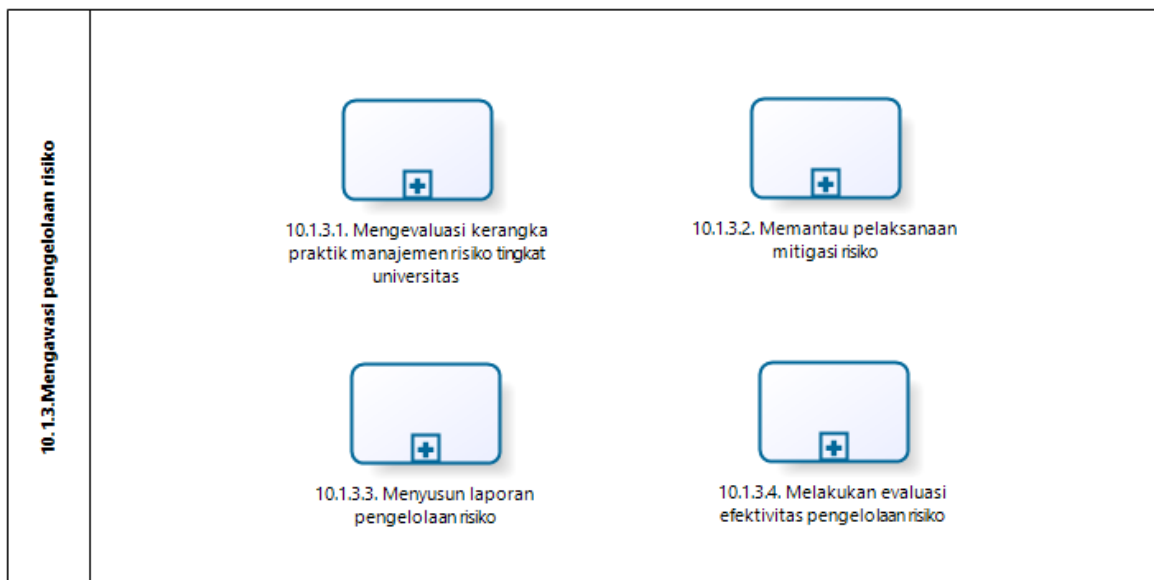 10.1.3.Mengawasi pengelolaan risiko
10.1.3.1. Mengevaluasi kerangka
praktik manajemen risiko tingkat
universitas
10.1.3.2. Memantau pelaksanaan
mitigasi risiko
10.1.3.3. Menyusun laporan
pengelolaan risiko
10.1.3.4. Melakukan evaluasi
efektivitas pengelolaan risiko